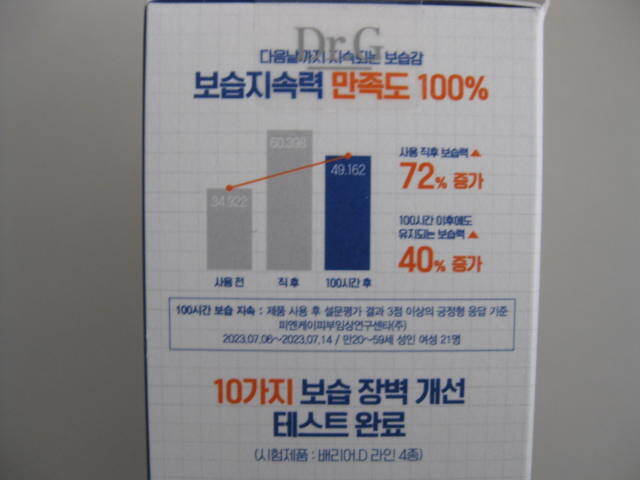 Dr.G
다음날까지 지속되는 보습감
보습지속력 만족도 100%
60.398
49.162
34.922
사용 전
직 후
100시간 후
사용 직후 보습력▲
72% 증가
100시간 이후에도
유지되는 보습력▲
40% 증가
100시간 보습 지속 : 제품 사용 후 설문평가 결과 3점 이상의 긍정형 응답 기준
피엔케이피부임상연구센타(주)
2023.07.06~2023.07.14 / 만20~59세 성인 여성 21명
10가지 보습 장벽 개선
테스트 완료
(시험제품 : 배리어.D 라인 4종)